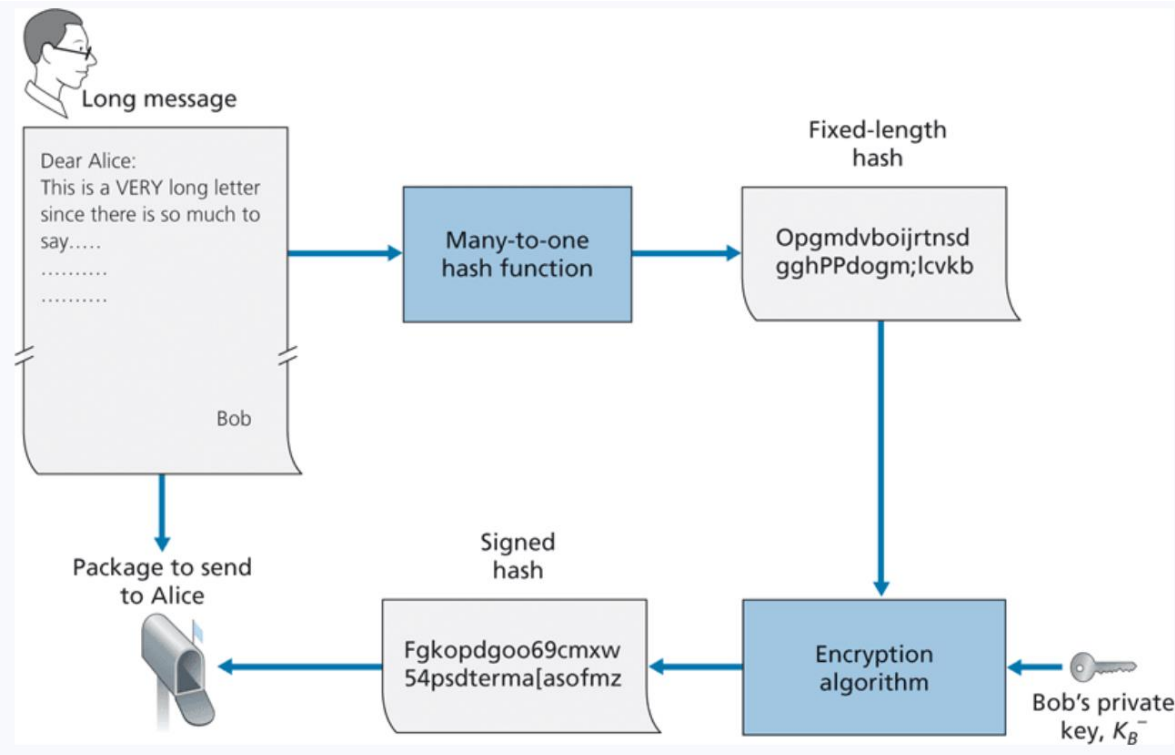 Long message
Dear Alice:
This is a VERY long letter
since there is so much to
say.....
..........
..........
Bob
Many-to-one
hash function
Fixed-length
hash
Opgmdvboijrtnsd
gghPPdogm;lcvkb
Package to send
to Alice
Signed
hash
Fgkopdgoo69cmxw
54psdterma[asofmz
Encryption
algorithm
Bob's private
key, K_B^-